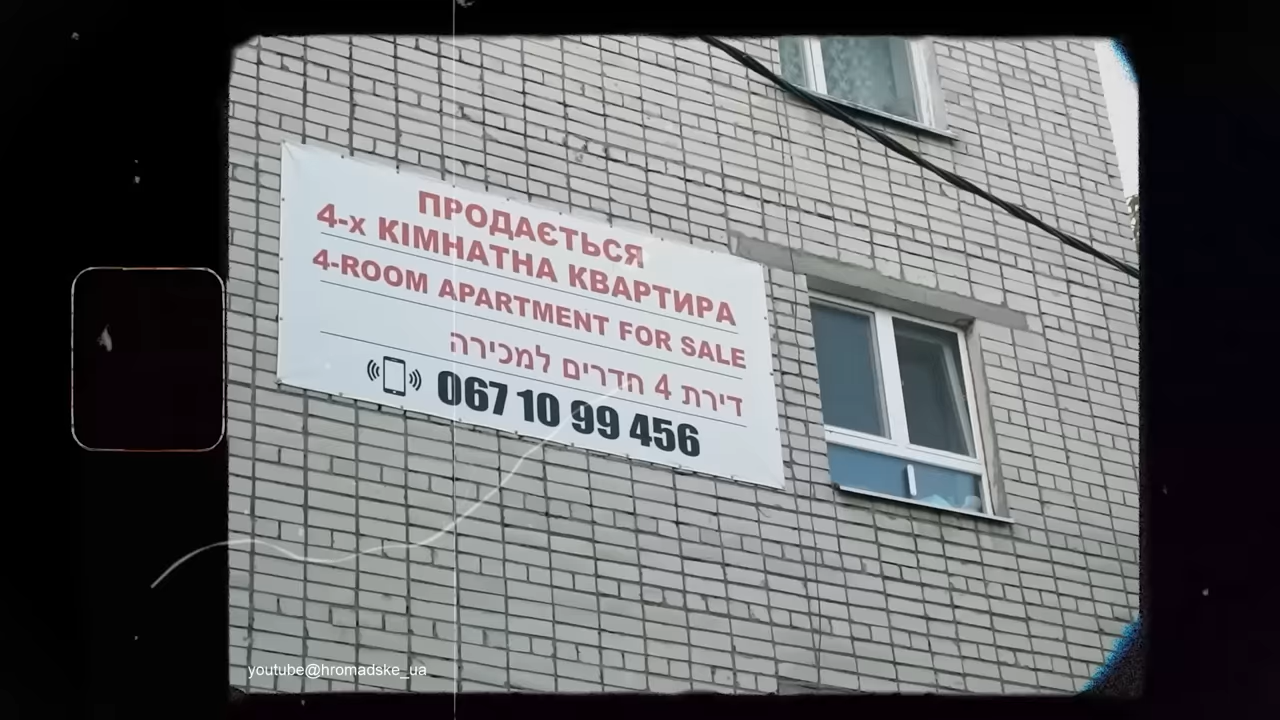 ПРОДАЄТЬСЯ
4-х КІМНАТНА КВАРТИРА
4-ROOM APARTMENT FOR SALE
דירת 4 חדרים למכירה
067 10 99 456
youtube@hromadske_ua